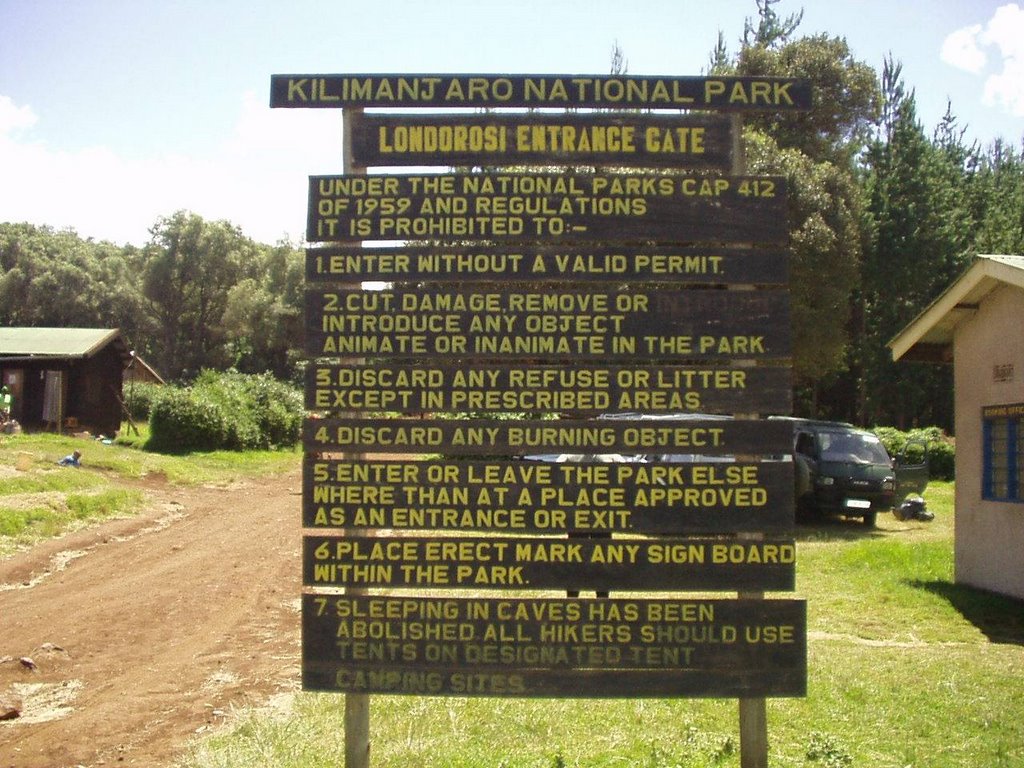 KILIMANJARO NATIONAL PARK
LONDOROSI ENTRANCE GATE
UNDER THE NATIONAL PARKS CAP 412
OF 1959 AND REGULATIONS
IT IS PROHIBITED TO:-
1.ENTER WITHOUT A VALID PERMIT.
2.CUT, DAMAGE, REMOVE OR
INTRODUCE ANY OBJECT
ANIMATE OR INANIMATE IN THE PARK
3.DISCARD ANY REFUSE OR LITTER
EXCEPT IN PRESCRIBED AREAS
4.DISCARD ANY BURNING OBJECT.
5.ENTER OR LEAVE THE PARK ELSE
WHERE THAN AT A PLACE APPROVED
AS AN ENTRANCE OR EXIT.
6.PLACE ERECT MARK ANY SIGN BOARD
WITHIN THE PARK.
7. SLEEPING IN CAVES HAS BEEN
ABOLISHED.ALL HIKERS SHOULD USE
TENTS ON DESIGNATED TENT
CAMPING SITES